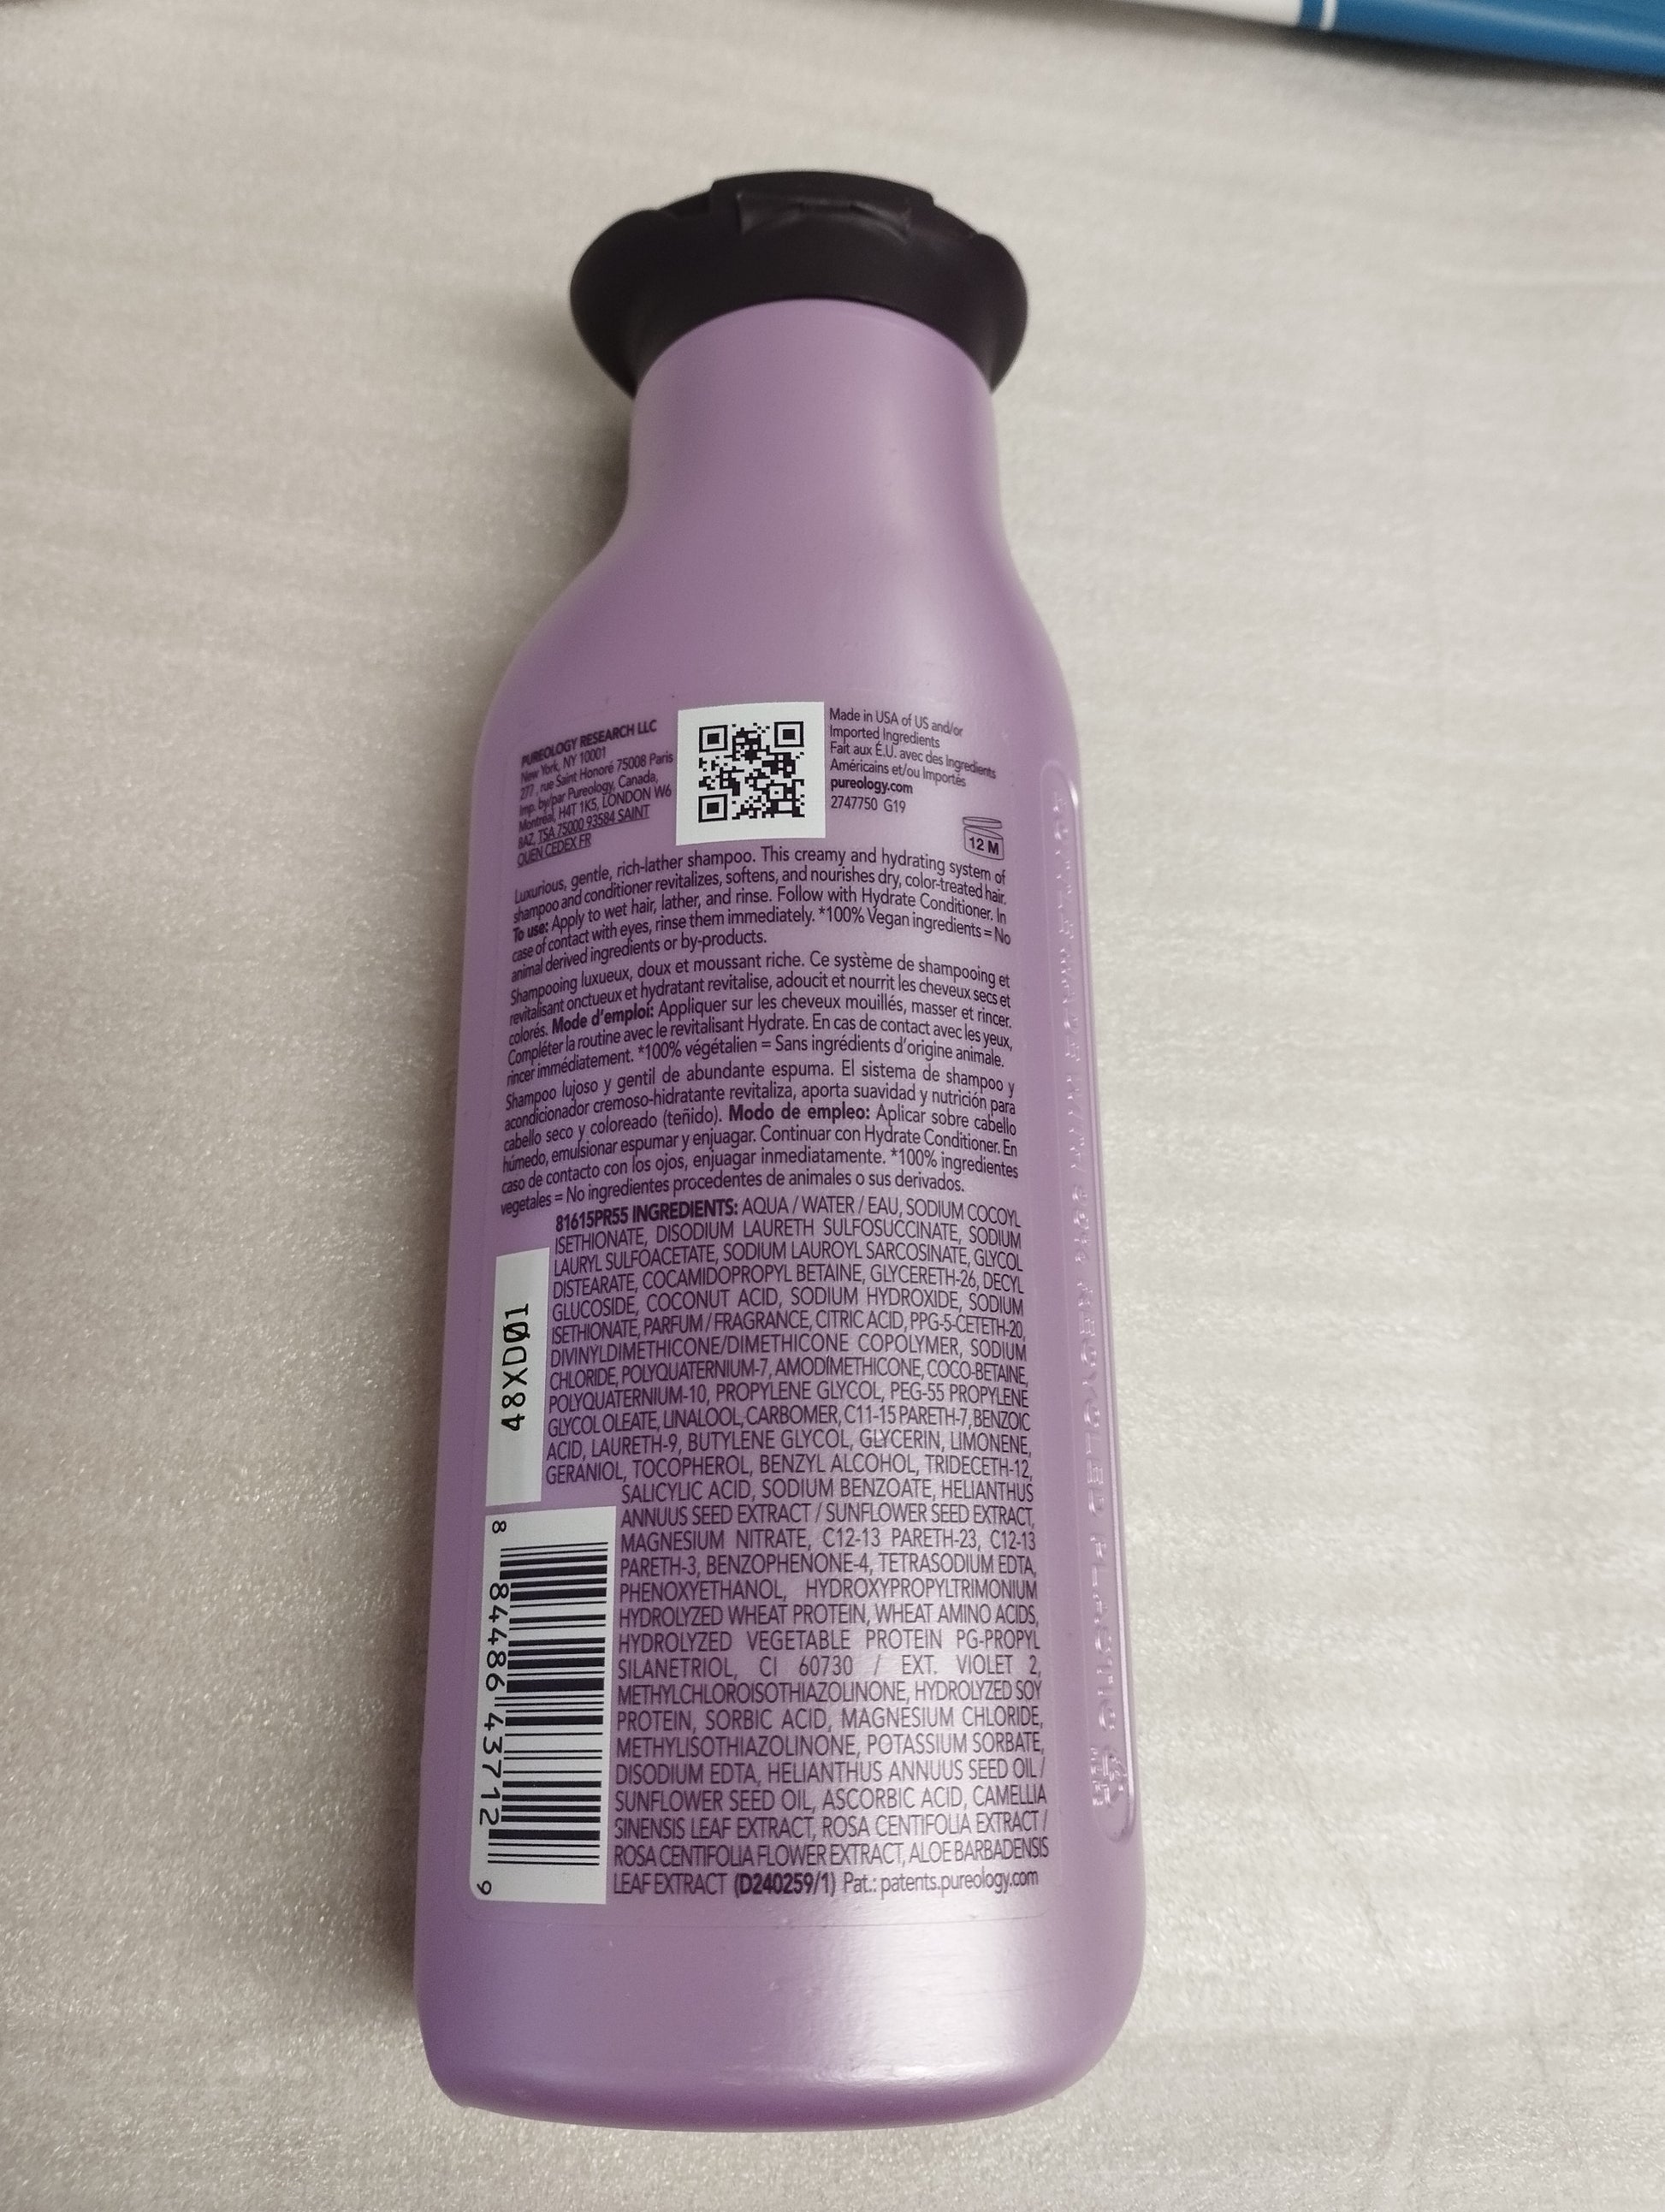 PUREOLOGY RESEARCH LLC
New York, NY 10001
277, rue Saint Honoré 75008 Paris
Imp. by/par Pureology, Canada,
Montréal, H4T 1K5, LONDON W6
8AZ, TSA 75000 93584 SAINT
OUEN CEDEX FR
Made in USA of US and/or
Imported Ingredients
Fait aux É.U. avec des Ingredients
Américains et/ou Importés
pureology.com
2747750 G19
12 M
Luxurious, gentle, rich-lather shampoo. This creamy and hydrating system of
shampoo and conditioner revitalizes, softens, and nourishes dry, color-treated hair.
To use: Apply to wet hair, lather, and rinse. Follow with Hydrate Conditioner. In
case of contact with eyes, rinse them immediately. *100% Vegan ingredients = No
animal derived ingredients or by-products.
Shampooing luxueux, doux et moussant riche. Ce système de shampooing et
revitalisant onctueux et hydratant revitalise, adoucit et nourrit les cheveux secs et
colorés. Mode d'emploi: Appliquer sur les cheveux mouillés, masser et rincer.
Compléter la routine avec le revitalisant Hydrate. En cas de contact avec les yeux,
rincer immédiatement. *100% végétalien = Sans ingrédients d'origine animale.
Shampoo lujoso y gentil de abundante espuma. El sistema de shampoo y
acondicionador cremoso-hidratante revitaliza, aporta suavidad y nutrición para
cabello seco y coloreado (teñido). Modo de empleo: Aplicar sobre cabello
húmedo, emulsionar espumar y enjuagar. Continuar con Hydrate Conditioner. En
caso de contacto con los ojos, enjuagar inmediatamente. *100% ingredientes
vegetales = No ingredientes procedentes de animales o sus derivados.
81615PR55 INGREDIENTS: AQUA / WATER / EAU, SODIUM COCOYL
ISETHIONATE, DISODIUM LAURETH SULFOSUCCINATE, SODIUM
LAURYL SULFOACETATE, SODIUM LAUROYL SARCOSINATE, GLYCOL
DISTEARATE, COCAMIDOPROPYL BETAINE, GLYCERETH-26, DECYL
GLUCOSIDE, COCONUT ACID, SODIUM HYDROXIDE, SODIUM
ISETHIONATE, PARFUM / FRAGRANCE, CITRIC ACID, PPG-5-CETETH-20,
DIVINYLDIMETHICONE/DIMETHICONE COPOLYMER, SODIUM
CHLORIDE, POLYQUATERNIUM-7, AMODIMETHICONE, COCO-BETAINE,
POLYQUATERNIUM-10, PROPYLENE GLYCOL, PEG-55 PROPYLENE
GLYCOL OLEATE, LINALOOL, CARBOMER, C11-15 PARETH-7, BENZOIC
ACID, LAURETH-9, BUTYLENE GLYCOL, GLYCERIN, LIMONENE,
GERANIOL, TOCOPHEROL, BENZYL ALCOHOL, TRIDECETH-12,
SALICYLIC ACID, SODIUM BENZOATE, HELIANTHUS
ANNUUS SEED EXTRACT / SUNFLOWER SEED EXTRACT,
MAGNESIUM NITRATE, C12-13 PARETH-23, C12-13
PARETH-3, BENZOPHENONE-4, TETRASODIUM EDTA,
PHENOXYETHANOL, HYDROXYPROPYLTRIMONIUM
HYDROLYZED WHEAT PROTEIN, WHEAT AMINO ACIDS,
HYDROLYZED VEGETABLE PROTEIN PG-PROPYL
SILANETRIOL, CI 60730 / EXT. VIOLET 2,
METHYLCHLOROISOTHIAZOLINONE, HYDROLYZED SOY
PROTEIN, SORBIC ACID, MAGNESIUM CHLORIDE,
METHYLISOTHIAZOLINONE, POTASSIUM SORBATE,
DISODIUM EDTA, HELIANTHUS ANNUUS SEED OIL /
SUNFLOWER SEED OIL, ASCORBIC ACID, CAMELLIA
SINENSIS LEAF EXTRACT, ROSA CENTIFOLIA EXTRACT /
ROSA CENTIFOLIA FLOWER EXTRACT, ALOE BARBADENSIS
LEAF EXTRACT (D240259/1) Pat.: patents.pureology.com
48XD01
8 84486 43712 9